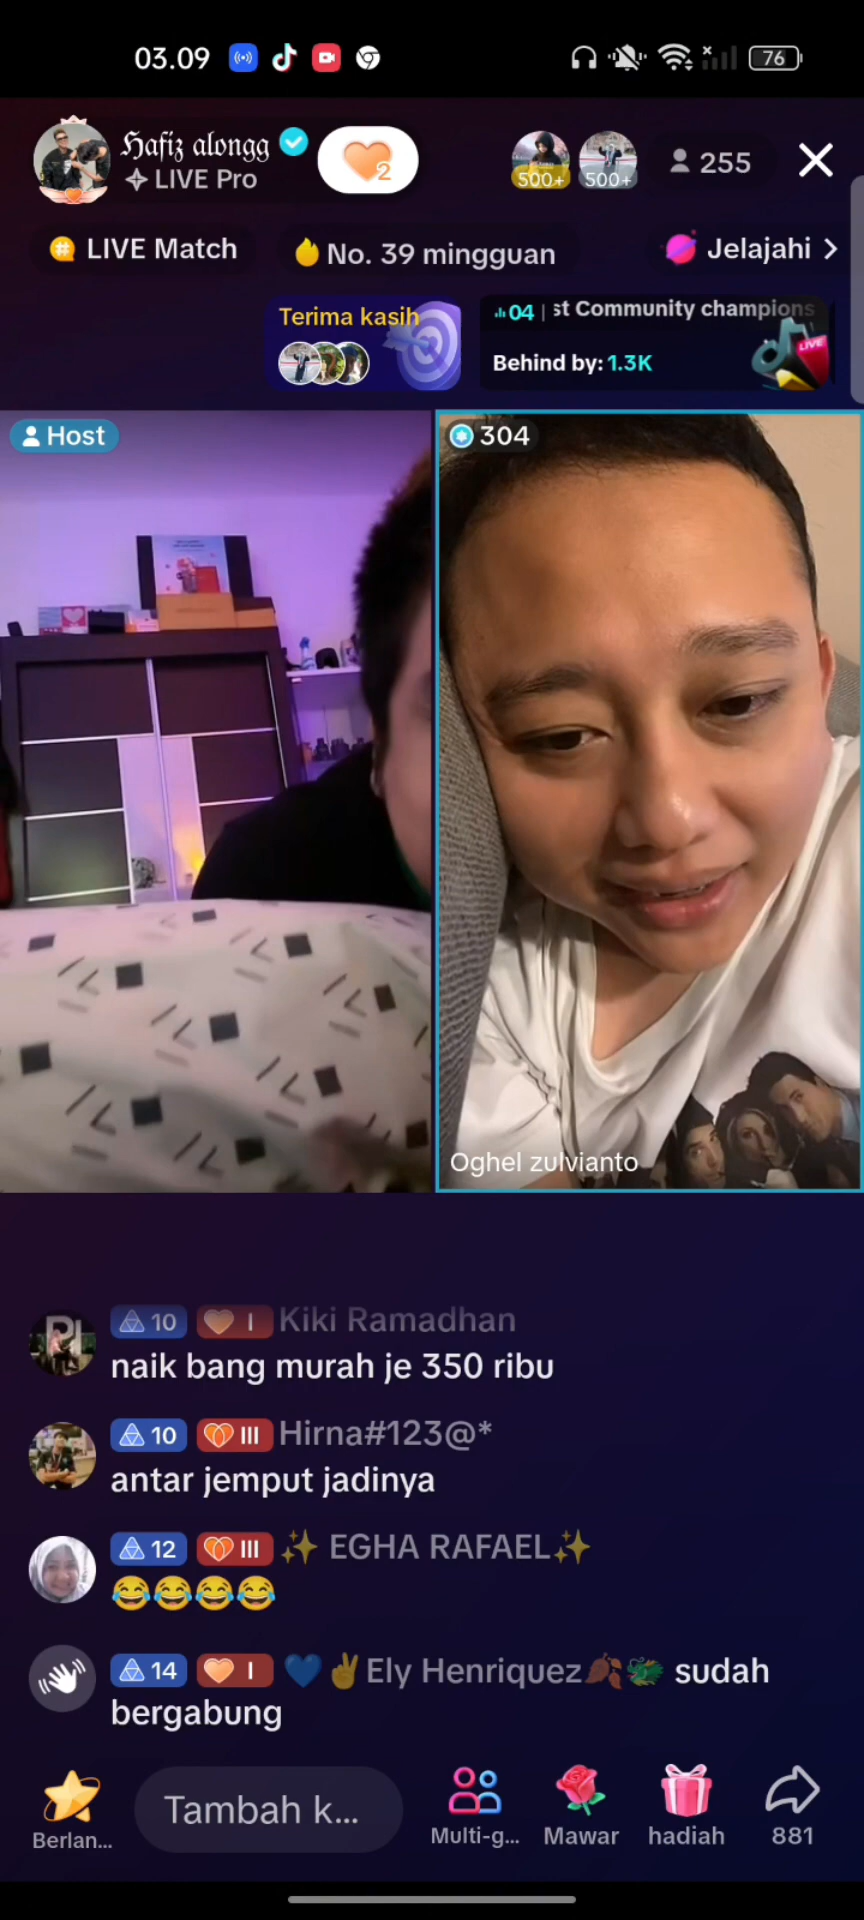 03.09
76
Hafiz alongg
LIVE Pro
2
500+
500+
255
LIVE Match
No. 39 mingguan
Jelajahi
Terima kasih
04 | st Community champions
LIVE
Behind by: 1.3K
Host
304
Oghel zulvianto
10 I Kiki Ramadhan
naik bang murah je 350 ribu
10 III Hirna#123@*
antar jemput jadinya
12 III ✨ EGHA RAFAEL✨
😂😂😂😂
14 I 💙✌Ely Henriquez🍂🐉 sudah
bergabung
Berlan...
Tambah k...
Multi-g...
Mawar
hadiah
881